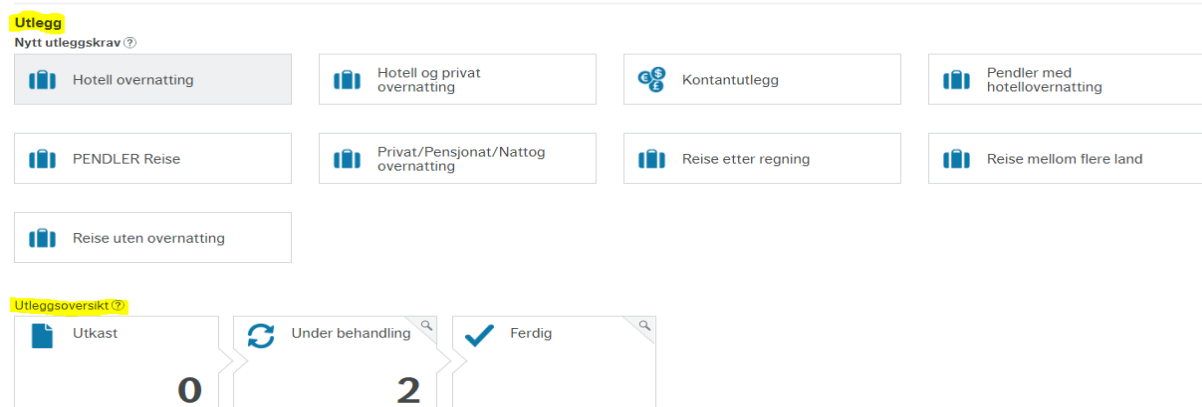 Utlegg
Nytt utleggskrav ?
Hotell overnatting
Hotell og privat
overnatting
Kontantutlegg
Pendler med
hotellovernatting
PENDLER Reise
Privat/Pensjonat/Nattog
overnatting
Reise etter regning
Reise mellom flere land
Reise uten overnatting
Utleggsoversikt ?
Utkast
0
Under behandling
2
Ferdig